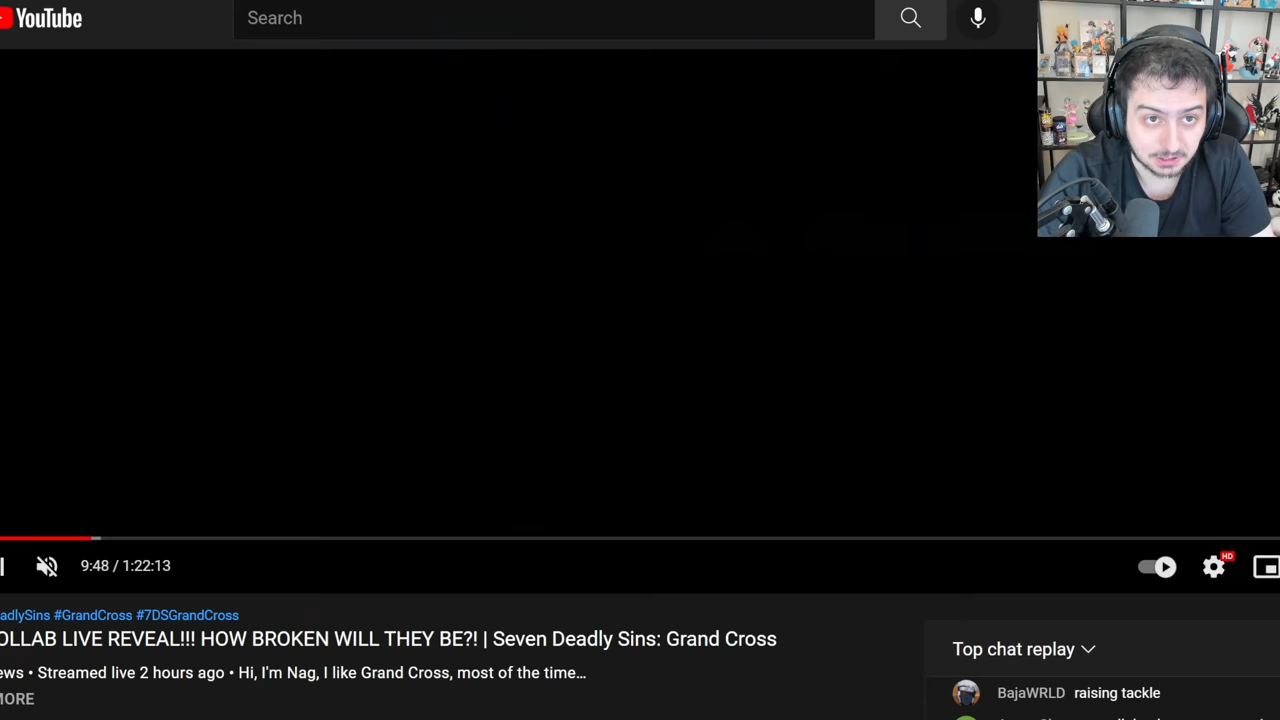 YouTube
Search
9:48 / 1:22:13
HD
adlySins #GrandCross #7DSGrandCross
OLLAB LIVE REVEAL!!! HOW BROKEN WILL THEY BE?! | Seven Deadly Sins: Grand Cross
ews • Streamed live 2 hours ago • Hi, I'm Nag, I like Grand Cross, most of the time…
MORE
Top chat replay
BajaWRLD raising tackle